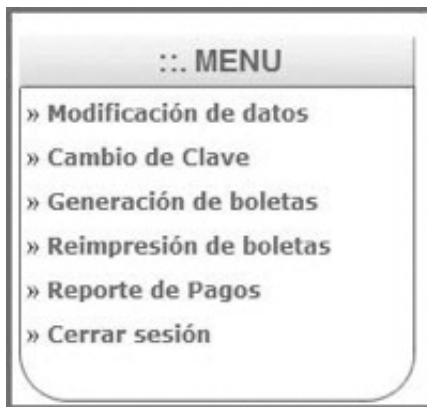 ::. MENU
» Modificación de datos
» Cambio de Clave
» Generación de boletas
» Reimpresión de boletas
» Reporte de Pagos
» Cerrar sesión